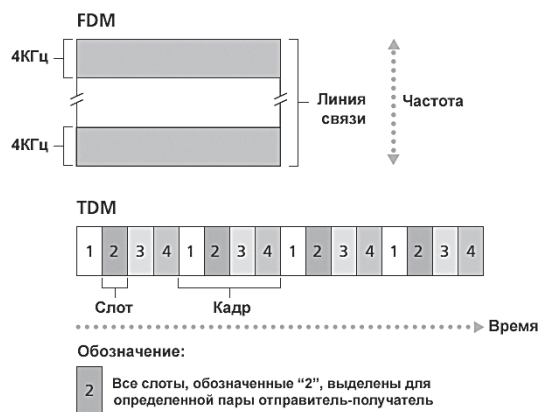 FDM
4КГц
Линия
связи
Частота
4КГц
TDM
1 2 3 4 1 2 3 4 1 2 3 4 1 2 3 4
Слот
Кадр
Время
Обозначение:
2
Все слоты, обозначенные “2”, выделены для
определенной пары отправитель-получатель